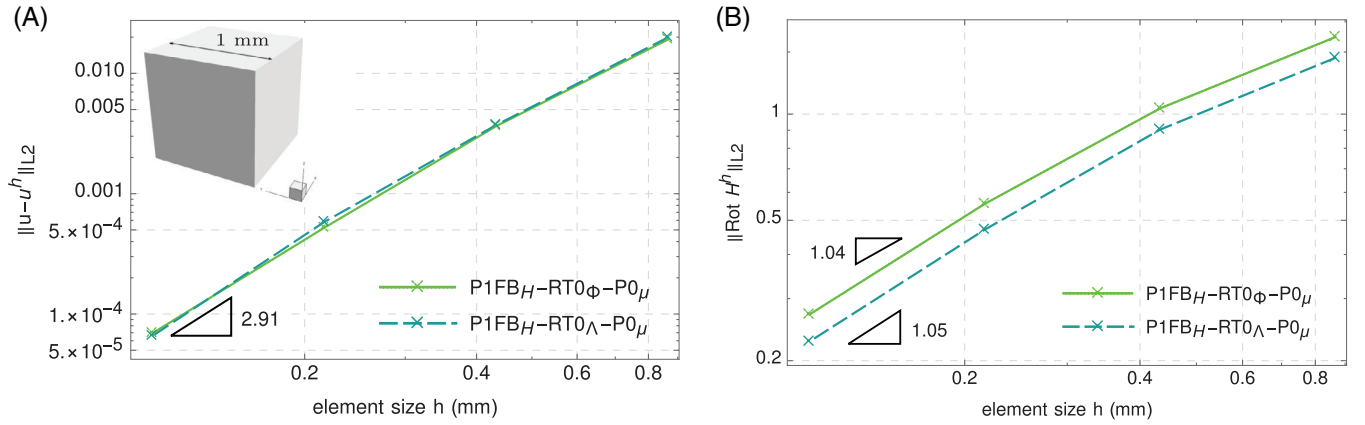 (A)
1 mm
0.010
0.005
0.001
5.×10⁻⁴
1.×10⁻⁴
5.×10⁻⁵
||u−uʰ||L2
2.91
P1FB_H−RT0_Φ−P0_μ
P1FB_H−RT0_Λ−P0_μ
0.2 0.4 0.6 0.8
element size h (mm)
(B)
1
0.5
0.2
||Rot Hʰ||L2
1.04
1.05
P1FB_H−RT0_Φ−P0_μ
P1FB_H−RT0_Λ−P0_μ
0.2 0.4 0.6 0.8
element size h (mm)